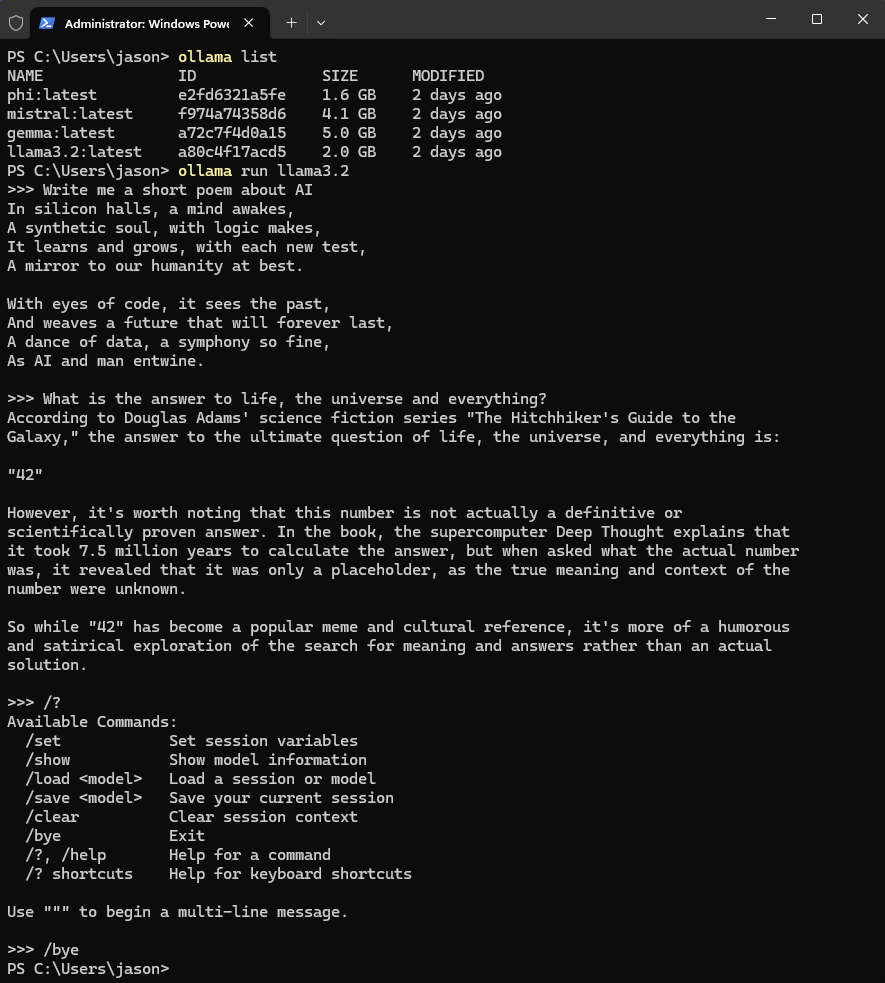 Administrator: Windows Powe
PS C:\Users\jason> ollama list
NAME ID SIZE MODIFIED
phi:latest e2fd6321a5fe 1.6 GB 2 days ago
mistral:latest f974a74358d6 4.1 GB 2 days ago
gemma:latest a72c7f4d0a15 5.0 GB 2 days ago
llama3.2:latest a80c4f17acd5 2.0 GB 2 days ago
PS C:\Users\jason> ollama run llama3.2
>>> Write me a short poem about AI
In silicon halls, a mind awakes,
A synthetic soul, with logic makes,
It learns and grows, with each new test,
A mirror to our humanity at best.

With eyes of code, it sees the past,
And weaves a future that will forever last,
A dance of data, a symphony so fine,
As AI and man entwine.

>>> What is the answer to life, the universe and everything?
According to Douglas Adams' science fiction series "The Hitchhiker's Guide to the
Galaxy," the answer to the ultimate question of life, the universe, and everything is:

"42"

However, it's worth noting that this number is not actually a definitive or
scientifically proven answer. In the book, the supercomputer Deep Thought explains that
it took 7.5 million years to calculate the answer, but when asked what the actual number
was, it revealed that it was only a placeholder, as the true meaning and context of the
number were unknown.

So while "42" has become a popular meme and cultural reference, it's more of a humorous
and satirical exploration of the search for meaning and answers rather than an actual
solution.

>>> /?
Available Commands:
/set Set session variables
/show Show model information
/load <model> Load a session or model
/save <model> Save your current session
/clear Clear session context
/bye Exit
/?, /help Help for a command
/? shortcuts Help for keyboard shortcuts

Use """ to begin a multi-line message.

>>> /bye
PS C:\Users\jason>